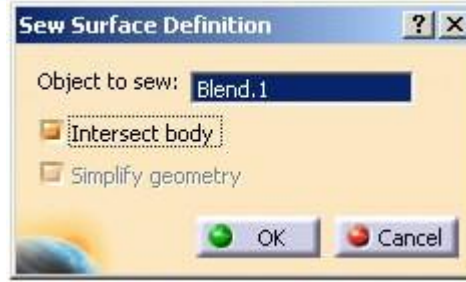 Sew Surface Definition ? X
Object to sew: Blend.1
Intersect body
Simplify geometry
OK Cancel